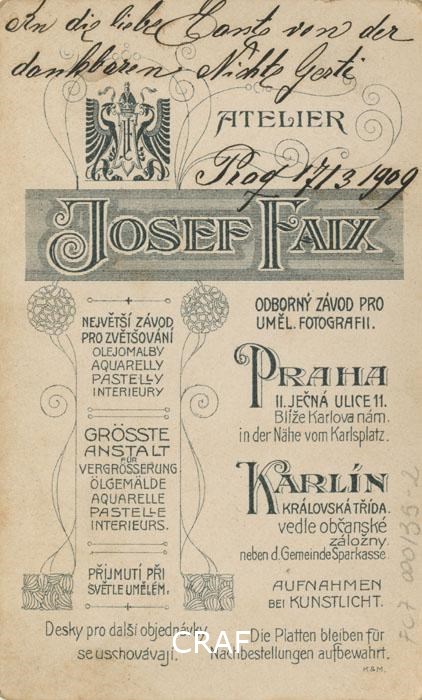 An die liebe Tante von der
dankbaren Nichte Gerti
ATELIER
Prag 17/3 1909
JOSEF FAIX
NEJVĚTŠÍ ZÁVOD
PRO ZVĚTŠOVÁNÍ
OLEJOMALBY
AQUARELLY
PASTELLY
INTERIEURY
GRÖSSTE
ANSTALT
FÜR
VERGRÖSSERUNG
ÖLGEMÄLDE
AQUARELLE
PASTELLE
INTERIEURS.
PŘIJMUTÍ PŘI
SVĚTLE UMĚLÉM.
ODBORNÝ ZÁVOD PRO
UMĚL. FOTOGRAFII.
PRAHA
II. JEČNÁ ULICE 11.
Blíže Karlova nám.
in der Nähe vom Karlsplatz.
KARLÍN
KRÁLOVSKÁ TŘÍDA.
vedle občanské
záložny.
neben d. Gemeinde Sparkasse.
AUFNAHMEN
BEI KUNSTLICHT.
Desky pro další objednávky
se uschovávají.
Die Platten bleiben für
Nachbestellungen aufbewahrt.
K&M.
CRAF